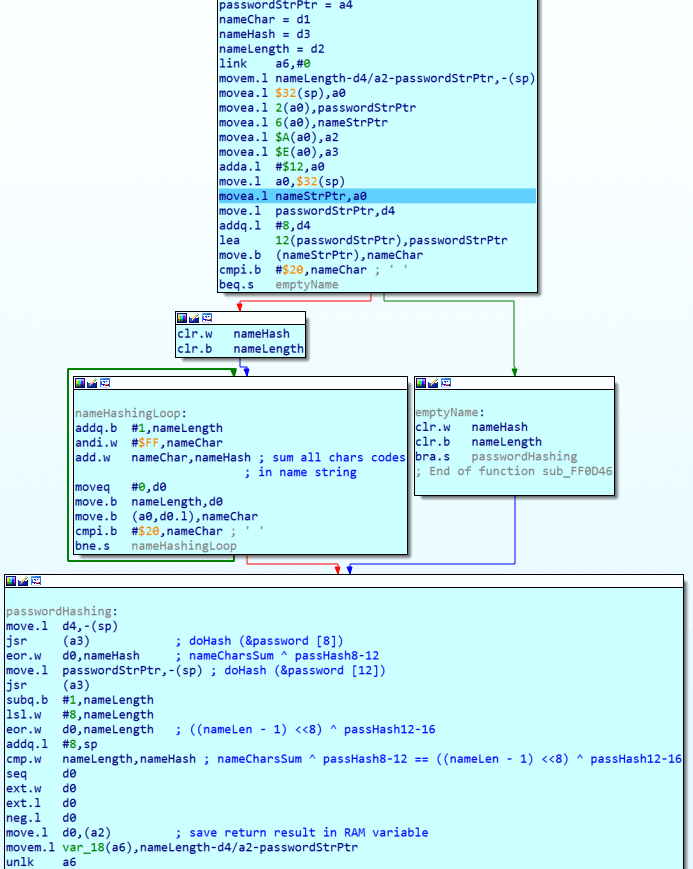 passwordStrPtr = a4
nameChar = d1
nameHash = d3
nameLength = d2
link    a6,#0
movem.l nameLength-d4/a2-passwordStrPtr,-(sp)
movea.l $32(sp),a0
movea.l 2(a0),passwordStrPtr
movea.l 6(a0),nameStrPtr
movea.l $A(a0),a2
movea.l $E(a0),a3
adda.l  #$12,a0
move.l  a0,$32(sp)
movea.l nameStrPtr,a0
move.l  passwordStrPtr,d4
addq.l  #8,d4
lea     12(passwordStrPtr),passwordStrPtr
move.b  (nameStrPtr),nameChar
cmpi.b  #$20,nameChar ; ' '
beq.s   emptyName
clr.w   nameHash
clr.b   nameLength
nameHashingLoop:
addq.b  #1,nameLength
andi.w  #$FF,nameChar
add.w   nameChar,nameHash ; sum all chars codes
; in name string
moveq   #0,d0
move.b  nameLength,d0
move.b  (a0,d0.l),nameChar
cmpi.b  #$20,nameChar ; ' '
bne.s   nameHashingLoop
emptyName:
clr.w   nameHash
clr.b   nameLength
bra.s   passwordHashing
; End of function sub_FF0D46
passwordHashing:
move.l  d4,-(sp)
jsr     (a3)            ; doHash (&password [8])
eor.w   d0,nameHash     ; nameCharsSum ^ passHash8-12
move.l  passwordStrPtr,-(sp) ; doHash (&password [12])
jsr     (a3)
subq.b  #1,nameLength
lsl.w   #8,nameLength
eor.w   d0,nameLength   ; ((nameLen - 1) <<8) ^ passHash12-16
addq.l  #8,sp
cmp.w   nameLength,nameHash ; nameCharsSum ^ passHash8-12 == ((nameLen - 1) <<8) ^ passHash12-16
seq     d0
ext.w   d0
ext.l   d0
neg.l   d0
move.l  d0,(a2)         ; save return result in RAM variable
movem.l var_18(a6),nameLength-d4/a2-passwordStrPtr
unlk    a6